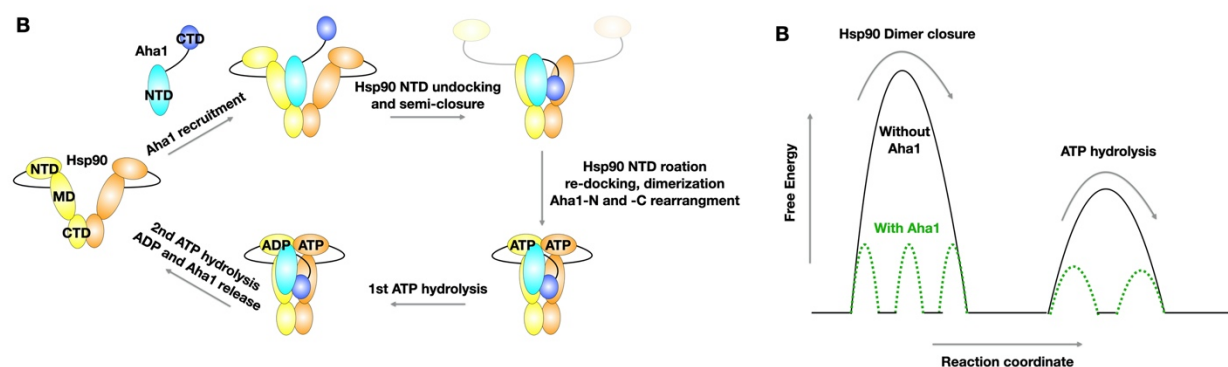 B
Aha1
CTD
NTD
Aha1 recruitment
Hsp90 NTD undocking
and semi-closure
Hsp90
NTD
MD
CTD
Hsp90 NTD roation
re-docking, dimerization
Aha1-N and -C rearrangment
ATP ATP
1st ATP hydrolysis
ADP ATP
2nd ATP hydrolysis
ADP and Aha1 release
B
Hsp90 Dimer closure
Without
Aha1
With Aha1
ATP hydrolysis
Free Energy
Reaction coordinate